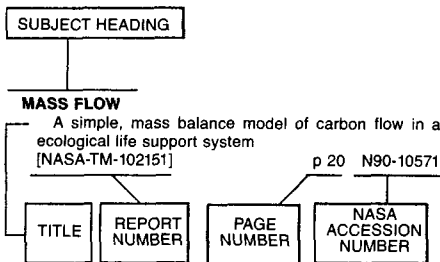 SUBJECT HEADING
MASS FLOW
A simple, mass balance model of carbon flow in a
ecological life support system
[NASA-TM-102151] p 20 N90-10571
TITLE
REPORT
NUMBER
PAGE
NUMBER
NASA
ACCESSION
NUMBER